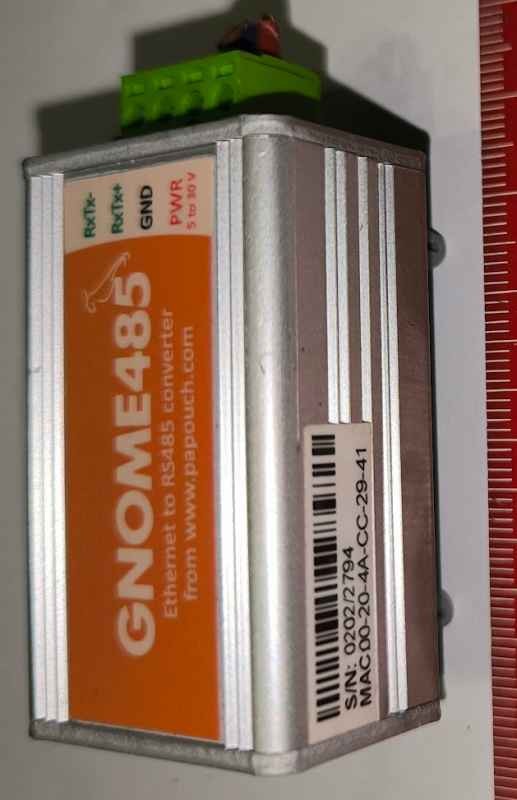 RxTx-
RxTx+
GND
PWR
5 to 30 V
GNOME485
Ethernet to RS485 converter
from www.papouch.com
S/N: 0202/2794
MAC 00-20-4A-CC-29-41